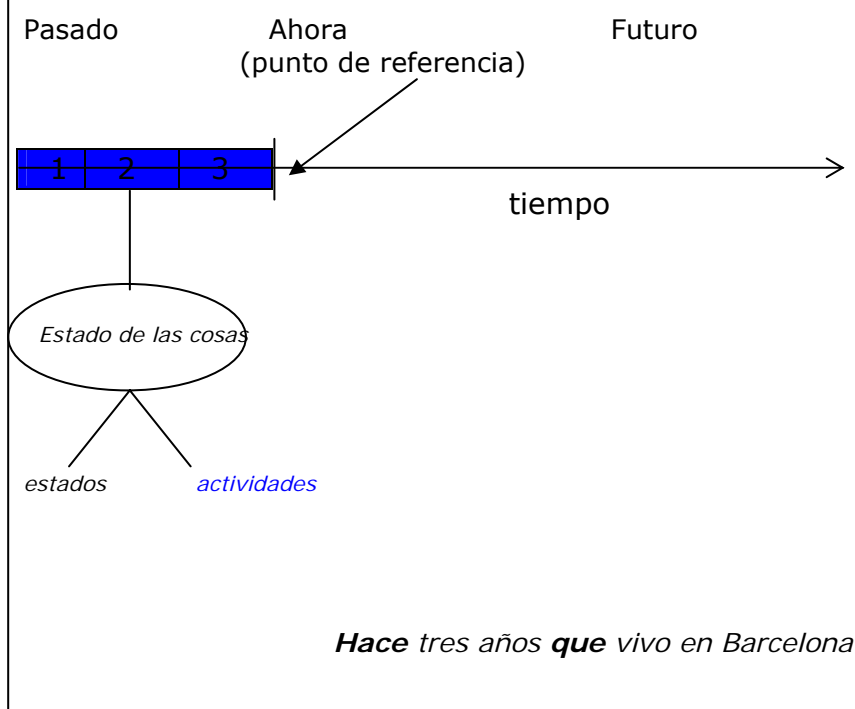 Pasado Ahora Futuro
(punto de referencia)
1 2 3
tiempo
Estado de las cosas
estados actividades
Hace tres años que vivo en Barcelona